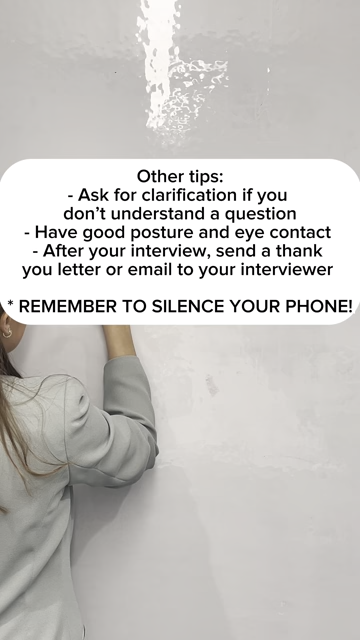 Other tips:
- Ask for clarification if you
don’t understand a question
- Have good posture and eye contact
- After your interview, send a thank
you letter or email to your interviewer
* REMEMBER TO SILENCE YOUR PHONE!